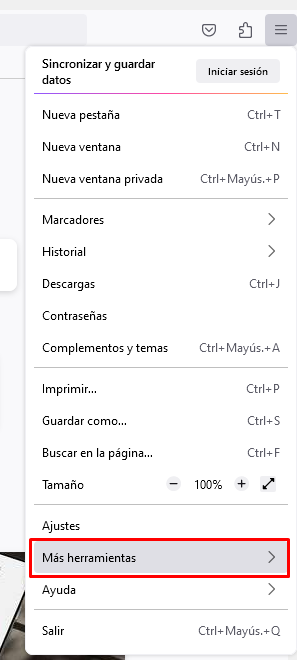 Sincronizar y guardar
datos
Iniciar sesión
Nueva pestaña Ctrl+T
Nueva ventana Ctrl+N
Nueva ventana privada Ctrl+Mayús.+P
Marcadores
Historial
Descargas Ctrl+J
Contraseñas
Complementos y temas Ctrl+Mayús.+A
Imprimir... Ctrl+P
Guardar como... Ctrl+S
Buscar en la página... Ctrl+F
Tamaño − 100% +
Ajustes
Más herramientas
Ayuda
Salir Ctrl+Mayús.+Q